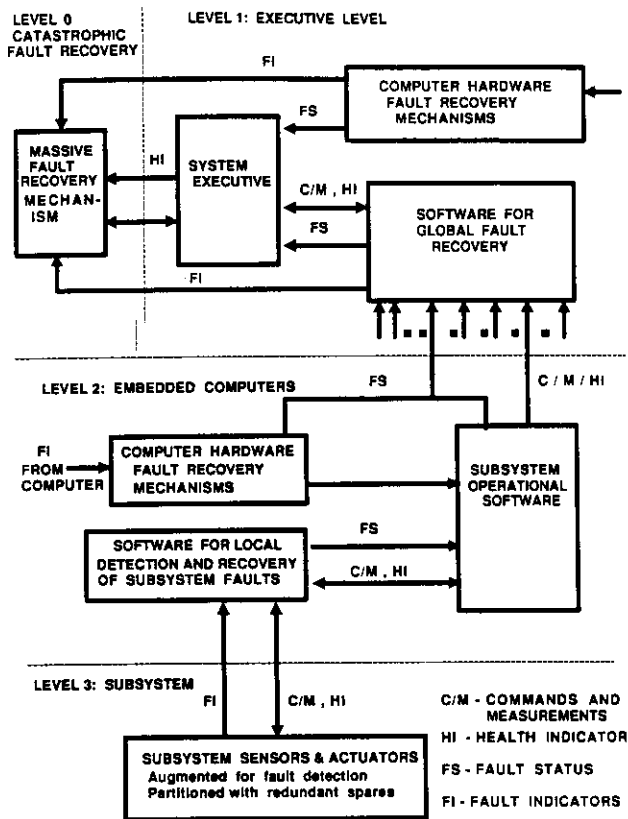 LEVEL 0
CATASTROPHIC
FAULT RECOVERY
LEVEL 1: EXECUTIVE LEVEL
FI
COMPUTER HARDWARE
FAULT RECOVERY
MECHANISMS
FS
MASSIVE
FAULT
RECOVERY
MECHAN-
ISM
HI
SYSTEM
EXECUTIVE
C/M , HI
FS
SOFTWARE FOR
GLOBAL FAULT
RECOVERY
FI
LEVEL 2: EMBEDDED COMPUTERS
FS
C / M / HI
FI
FROM
COMPUTER
COMPUTER HARDWARE
FAULT RECOVERY
MECHANISMS
SUBSYSTEM
OPERATIONAL
SOFTWARE
SOFTWARE FOR LOCAL
DETECTION AND RECOVERY
OF SUBSYSTEM FAULTS
FS
C/M , HI
LEVEL 3: SUBSYSTEM
FI
C/M , HI
SUBSYSTEM SENSORS & ACTUATORS
Augmented for fault detection
Partitioned with redundant spares
C/M - COMMANDS AND
MEASUREMENTS
HI - HEALTH INDICATOR
FS - FAULT STATUS
FI - FAULT INDICATORS